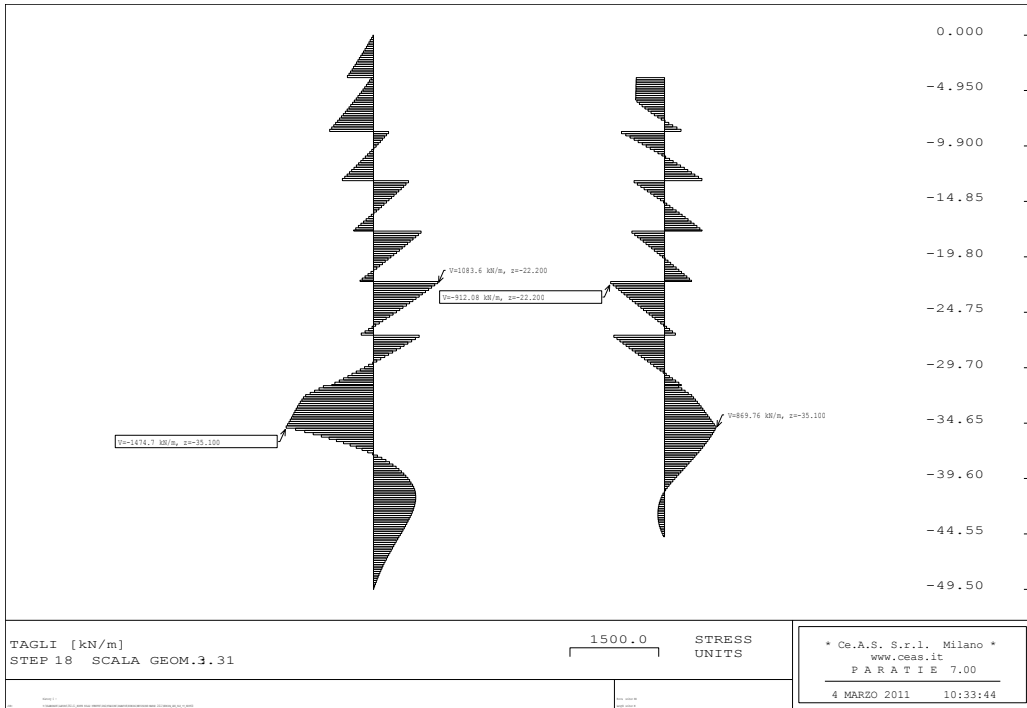 0.000
-4.950
-9.900
-14.85
-19.80
V=1083.6 kN/m, z=-22.200
V=-912.08 kN/m, z=-22.200
-24.75
-29.70
V=869.76 kN/m, z=-35.100
-34.65
V=-1474.7 kN/m, z=-35.100
-39.60
-44.55
-49.50
TAGLI [kN/m]
STEP 18 SCALA GEOM.3.31
1500.0
STRESS
UNITS
* Ce.A.S. S.r.l. Milano *
www.ceas.it
P A R A T I E 7.00
4 MARZO 2011 10:33:44